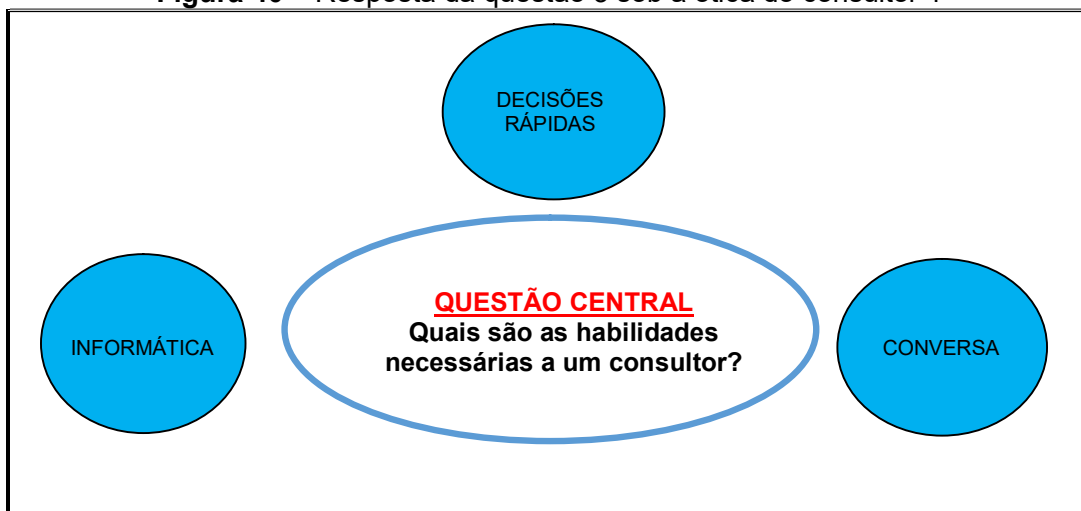 DECISÕES
RÁPIDAS
QUESTÃO CENTRAL
Quais são as habilidades
necessárias a um consultor?
INFORMÁTICA
CONVERSA